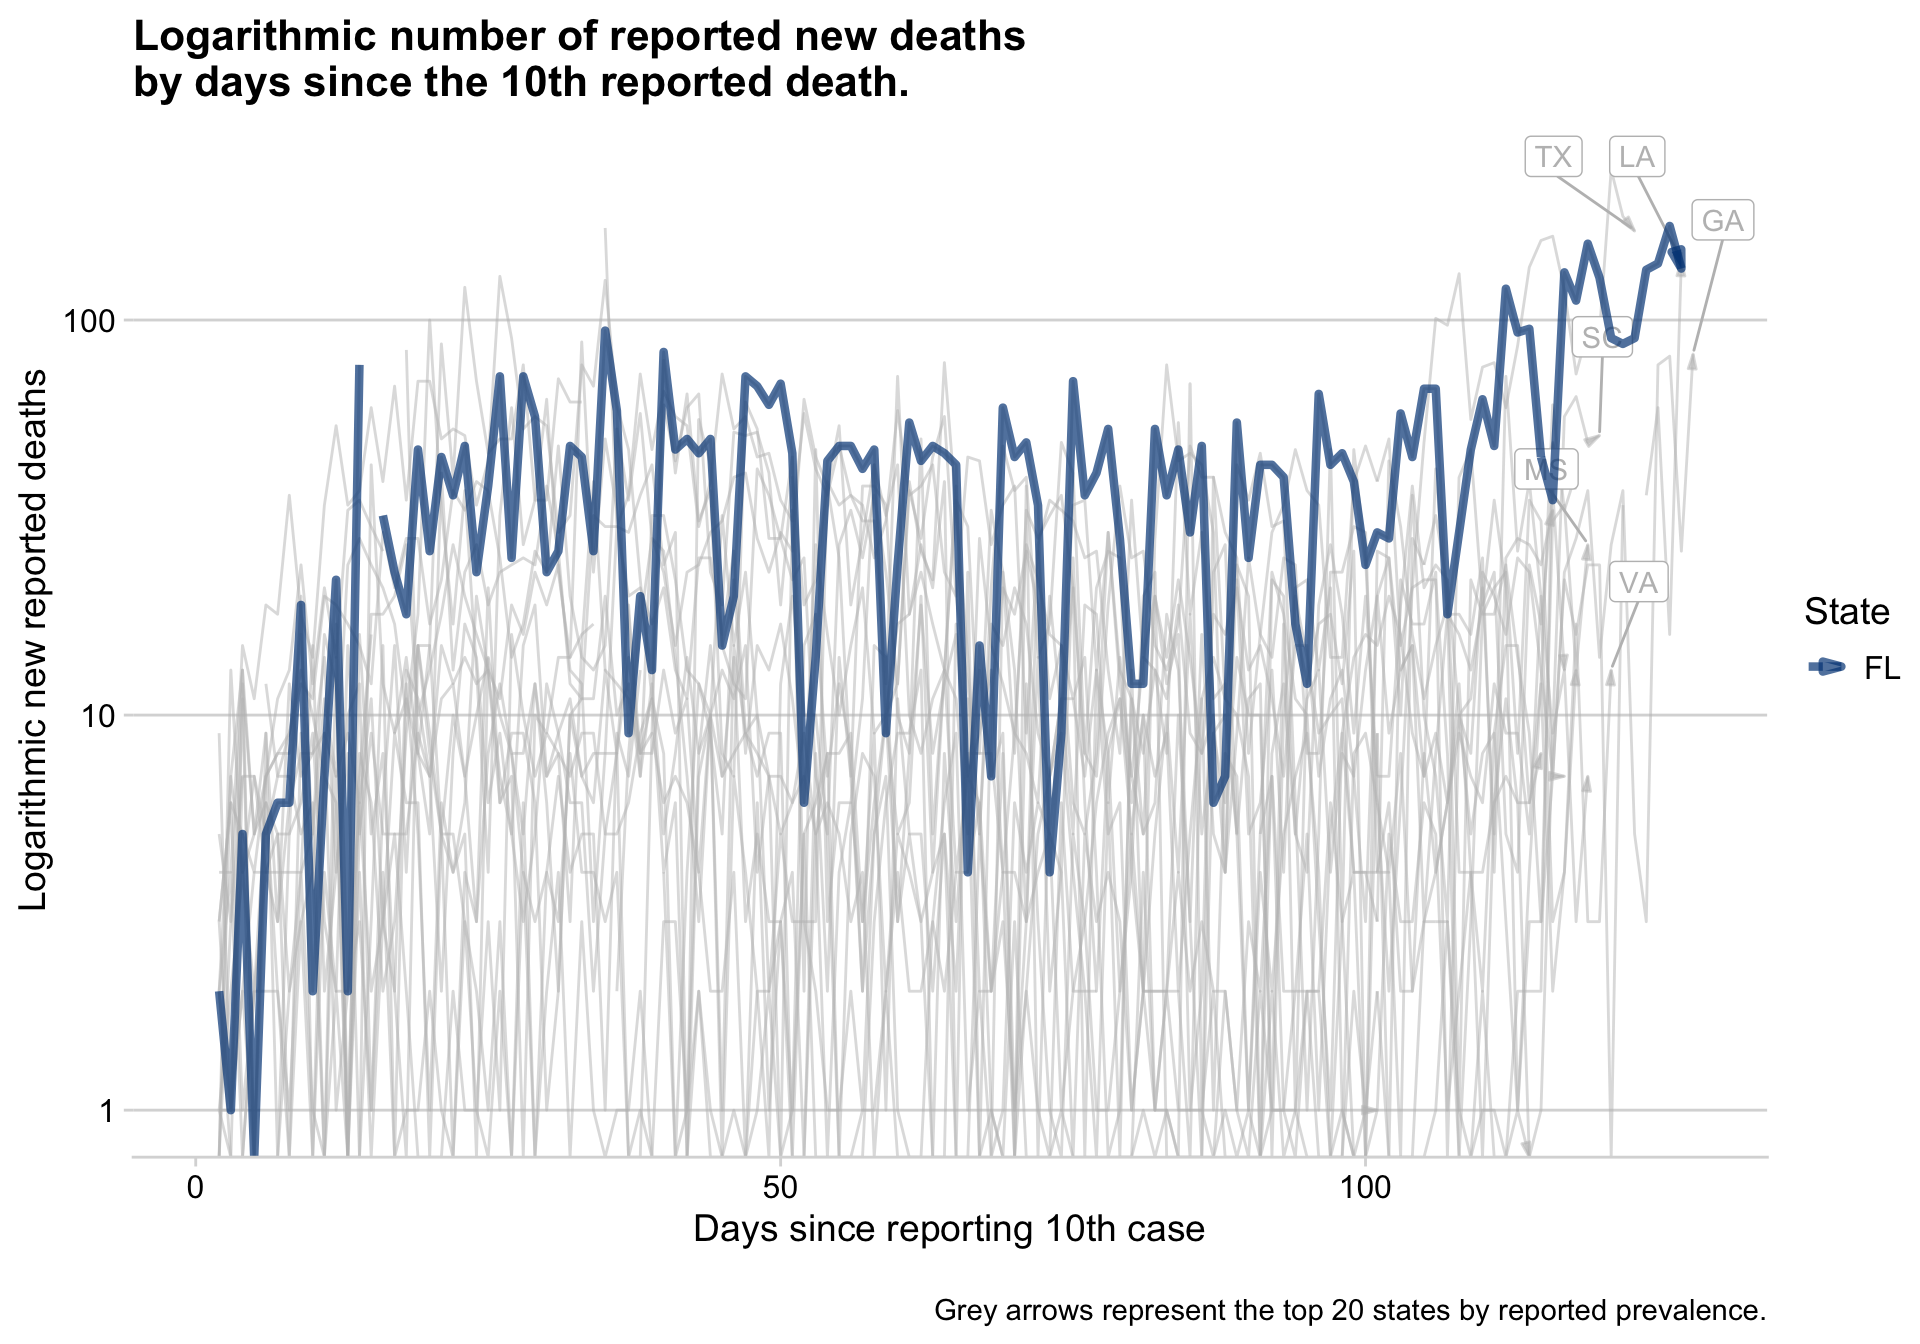 Logarithmic number of reported new deaths
by days since the 10th reported death.
TX
LA
GA
100
SC
MS
VA
State
FL
10
1
Logarithmic new reported deaths
0
50
100
Days since reporting 10th case
Grey arrows represent the top 20 states by reported prevalence.